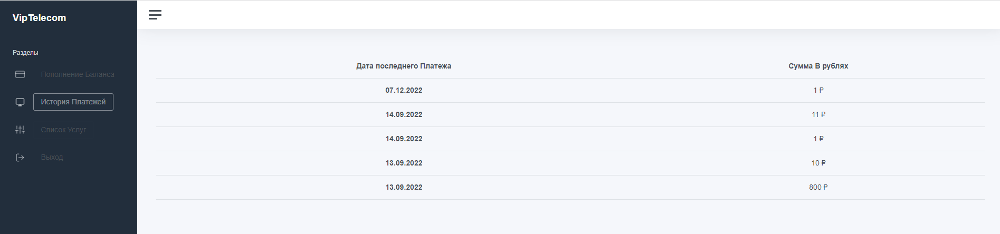 VipTelecom
Разделы
Пополнение Баланса
История Платежей
Список Услуг
Выход
Дата последнего Платежа Сумма В рублях
07.12.2022 1 ₽
14.09.2022 11 ₽
14.09.2022 1 ₽
13.09.2022 10 ₽
13.09.2022 800 ₽